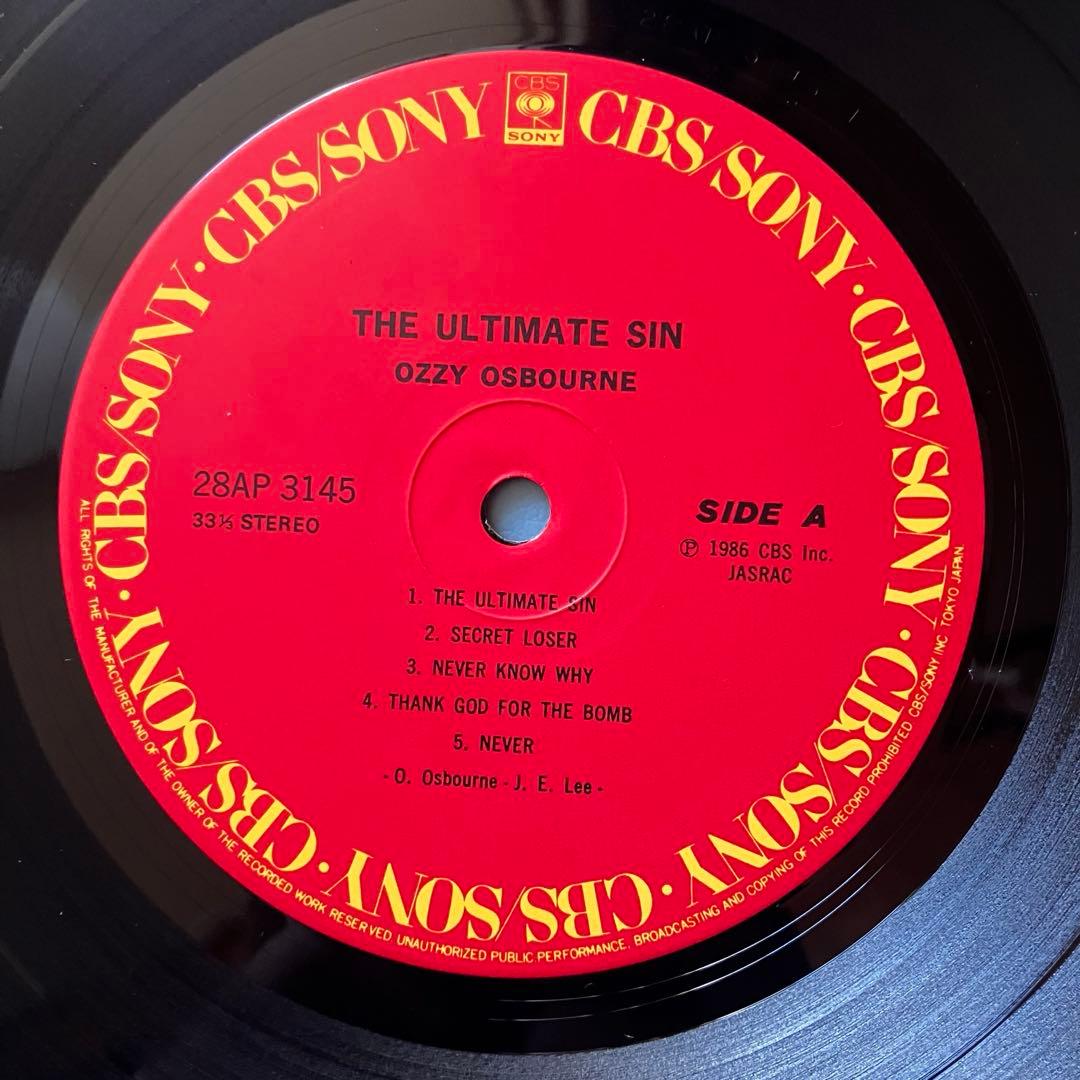 CBS
SONY
CBS/SONY · CBS/SONY · CBS/SONY · CBS/SONY · CBS/SONY · CBS/SONY · CBS/SONY · CBS/SONY
THE ULTIMATE SIN
OZZY OSBOURNE
28AP 3145
33⅓ STEREO
SIDE A
Ⓟ 1986 CBS Inc.
JASRAC
1. THE ULTIMATE SIN
2. SECRET LOSER
3. NEVER KNOW WHY
4. THANK GOD FOR THE BOMB
5. NEVER
- O. Osbourne - J. E. Lee -
ALL RIGHTS OF THE MANUFACTURER AND OF THE OWNER OF THE RECORDED WORK RESERVED. UNAUTHORIZED PUBLIC PERFORMANCE, BROADCASTING AND COPYING OF THIS RECORD PROHIBITED CBS/SONY INC. TOKYO JAPAN